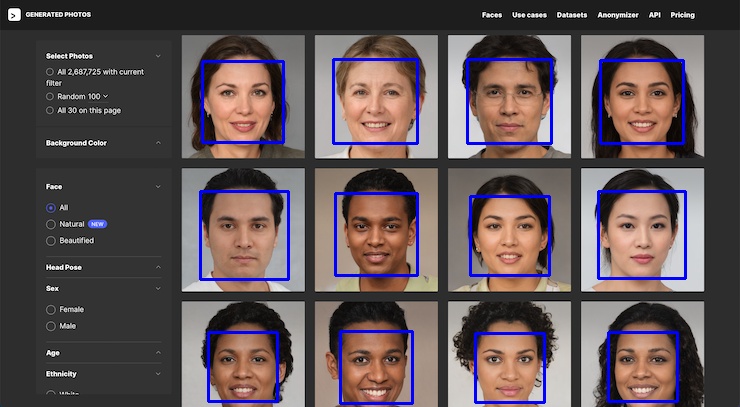 GENERATED PHOTOS
Faces Use cases Datasets Anonymizer API Pricing
Select Photos
All 2,687,725 with current
filter
Random 100
All 30 on this page
Background Color
Face
All
Natural NEW
Beautified
Head Pose
Sex
Female
Male
Age
Ethnicity
White